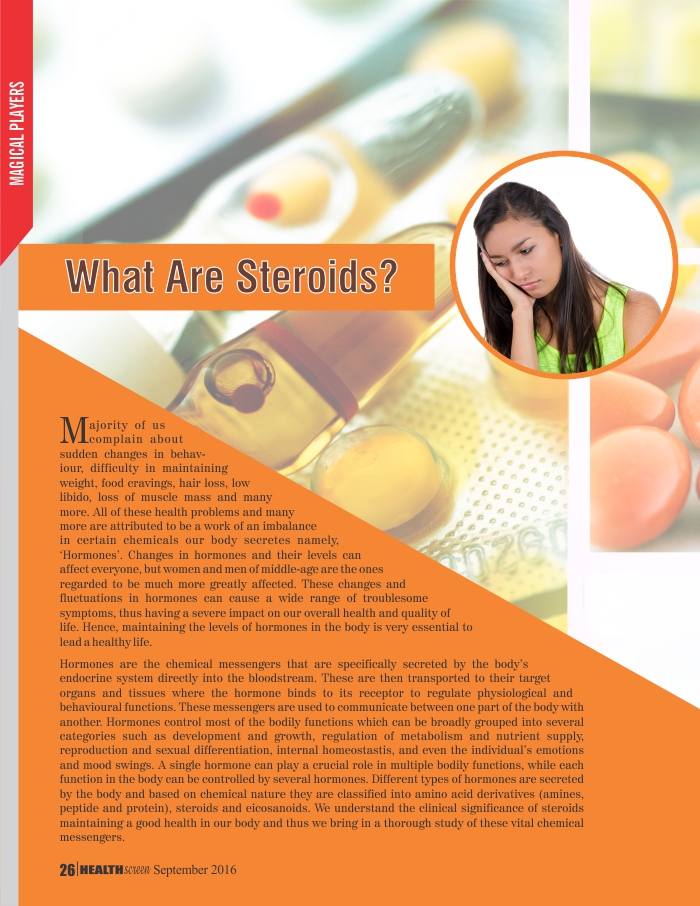 MAGICAL PLAYERS
What Are Steroids?
Majority of us
complain about
sudden changes in behav-
iour, difficulty in maintaining
weight, food cravings, hair loss, low
libido, loss of muscle mass and many
more. All of these health problems and many
more are attributed to be a work of an imbalance
in certain chemicals our body secretes namely,
‘Hormones’. Changes in hormones and their levels can
affect everyone, but women and men of middle-age are the ones
regarded to be much more greatly affected. These changes and
fluctuations in hormones can cause a wide range of troublesome
symptoms, thus having a severe impact on our overall health and quality of
life. Hence, maintaining the levels of hormones in the body is very essential to
lead a healthy life.
Hormones are the chemical messengers that are specifically secreted by the body’s
endocrine system directly into the bloodstream. These are then transported to their target
organs and tissues where the hormone binds to its receptor to regulate physiological and
behavioural functions. These messengers are used to communicate between one part of the body with
another. Hormones control most of the bodily functions which can be broadly grouped into several
categories such as development and growth, regulation of metabolism and nutrient supply,
reproduction and sexual differentiation, internal homeostastis, and even the individual’s emotions
and mood swings. A single hormone can play a crucial role in multiple bodily functions, while each
function in the body can be controlled by several hormones. Different types of hormones are secreted
by the body and based on chemical nature they are classified into amino acid derivatives (amines,
peptide and protein), steroids and eicosanoids. We understand the clinical significance of steroids
maintaining a good health in our body and thus we bring in a thorough study of these vital chemical
messengers.
26 HEALTHscreen September 2016